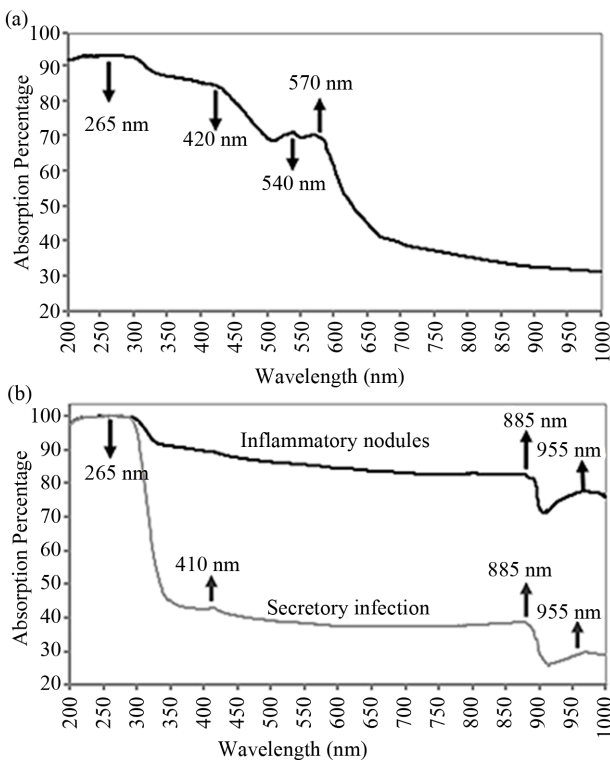 (a)
Absorption Percentage
100
90
80
70
60
50
40
30
20
265 nm
420 nm
540 nm
570 nm
200 250 300 350 400 450 500 550 600 650 700 750 800 850 900 950 1000
Wavelength (nm)
(b)
Absorption Percentage
100
90
80
70
60
50
40
30
20
265 nm
Inflammatory nodules
885 nm
955 nm
410 nm
Secretory infection
885 nm
955 nm
200 250 300 350 400 450 500 550 600 650 700 750 800 850 900 950 1000
Wavelength (nm)